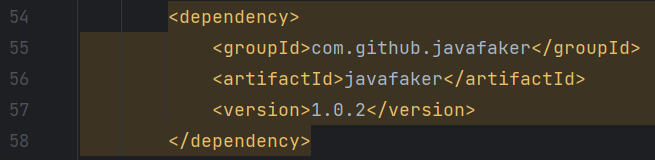 54 <dependency>
55 <groupId>com.github.javafaker</groupId>
56 <artifactId>javafaker</artifactId>
57 <version>1.0.2</version>
58 </dependency>